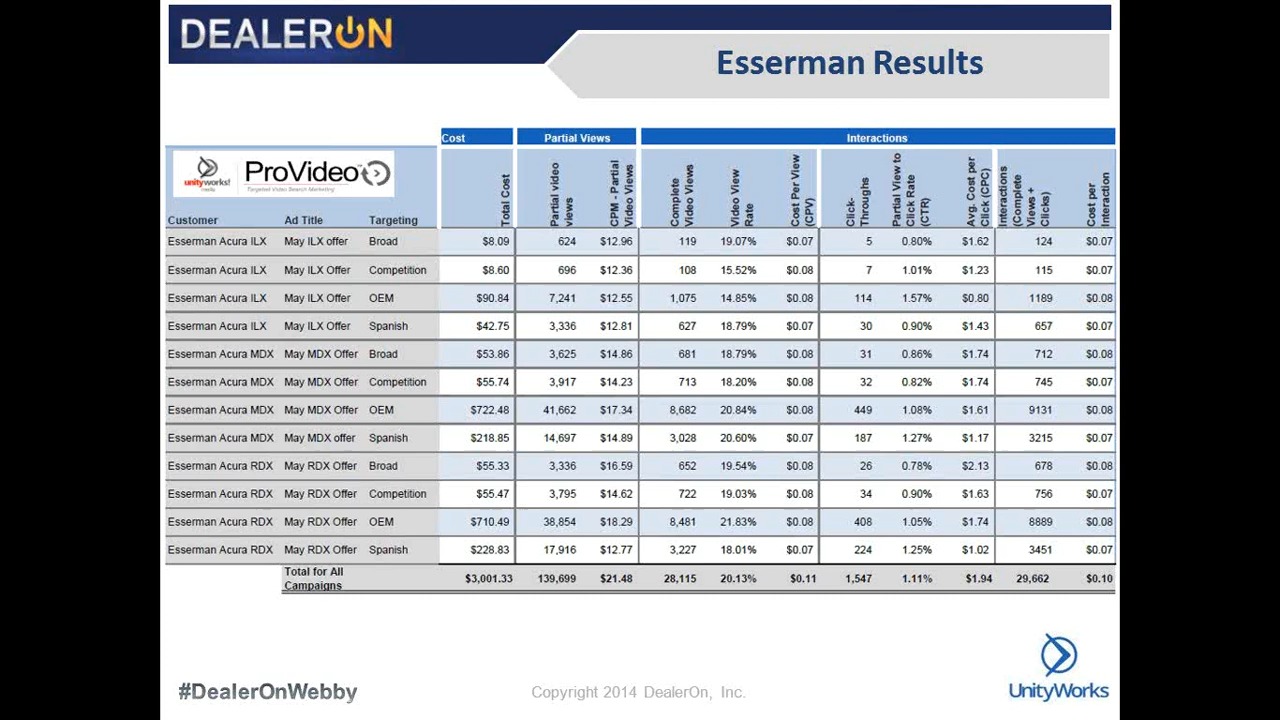 DEALERON
Esserman Results
Cost Partial Views Interactions
unityworks! media ProVideo
Targeted Video Search Marketing
Customer Ad Title Targeting Total Cost Partial video views CPM - Partial Video Views Complete Video Views Video View Rate Cost Per View (CPV) Click-Throughs Partial View to Click Rate (CTR) Avg. Cost per Click (CPC) Interactions (Complete Views + Clicks) Cost per Interaction
Esserman Acura ILX May ILX offer Broad $8.09 624 $12.96 119 19.07% $0.07 5 0.80% $1.62 124 $0.07
Esserman Acura ILX May ILX Offer Competition $8.60 696 $12.36 108 15.52% $0.08 7 1.01% $1.23 115 $0.07
Esserman Acura ILX May ILX Offer OEM $90.84 7,241 $12.55 1,075 14.85% $0.08 114 1.57% $0.80 1189 $0.08
Esserman Acura ILX May ILX Offer Spanish $42.75 3,336 $12.81 627 18.79% $0.07 30 0.90% $1.43 657 $0.07
Esserman Acura MDX May MDX Offer Broad $53.86 3,625 $14.86 681 18.79% $0.08 31 0.86% $1.74 712 $0.08
Esserman Acura MDX May MDX Offer Competition $55.74 3,917 $14.23 713 18.20% $0.08 32 0.82% $1.74 745 $0.07
Esserman Acura MDX May MDX Offer OEM $722.48 41,662 $17.34 8,682 20.84% $0.08 449 1.08% $1.61 9131 $0.08
Esserman Acura MDX May MDX offer Spanish $218.85 14,697 $14.89 3,028 20.60% $0.07 187 1.27% $1.17 3215 $0.07
Esserman Acura RDX May RDX Offer Broad $55.33 3,336 $16.59 652 19.54% $0.08 26 0.78% $2.13 678 $0.08
Esserman Acura RDX May RDX Offer Competition $55.47 3,795 $14.62 722 19.03% $0.08 34 0.90% $1.63 756 $0.07
Esserman Acura RDX May RDX Offer OEM $710.49 38,854 $18.29 8,481 21.83% $0.08 408 1.05% $1.74 8889 $0.08
Esserman Acura RDX May RDX Offer Spanish $228.83 17,916 $12.77 3,227 18.01% $0.07 224 1.25% $1.02 3451 $0.07
Total for All Campaigns $3,001.33 139,699 $21.48 28,115 20.13% $0.11 1,547 1.11% $1.94 29,662 $0.10
#DealerOnWebby
Copyright 2014 DealerOn, Inc.
UnityWorks